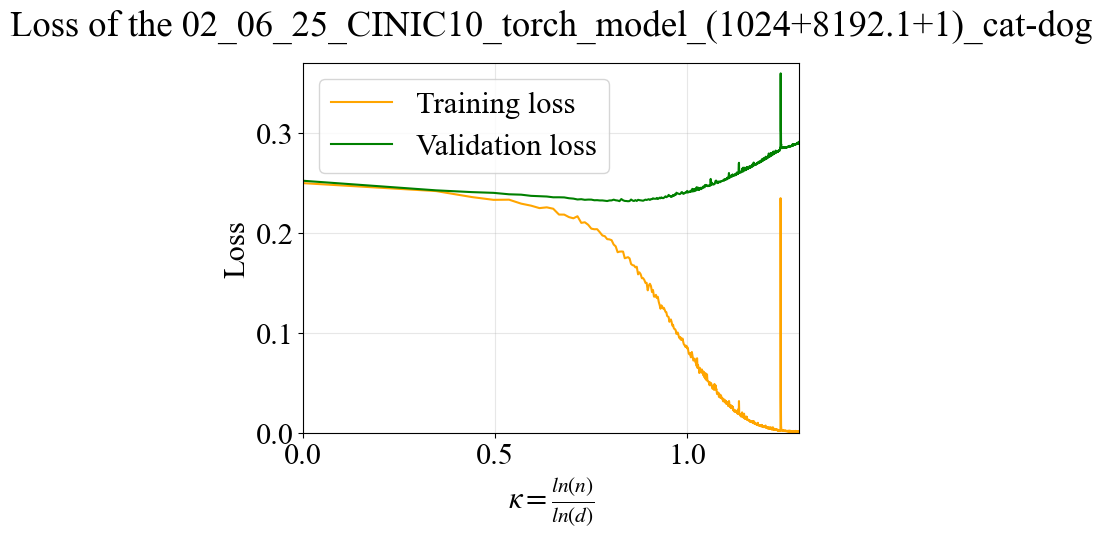 Loss of the 02_06_25_CINIC10_torch_model_(1024+8192.1+1)_cat-dog
Training loss
Validation loss
0.3
0.2
0.1
0.0
Loss
0.0 0.5 1.0
κ = ln(n)/ln(d)